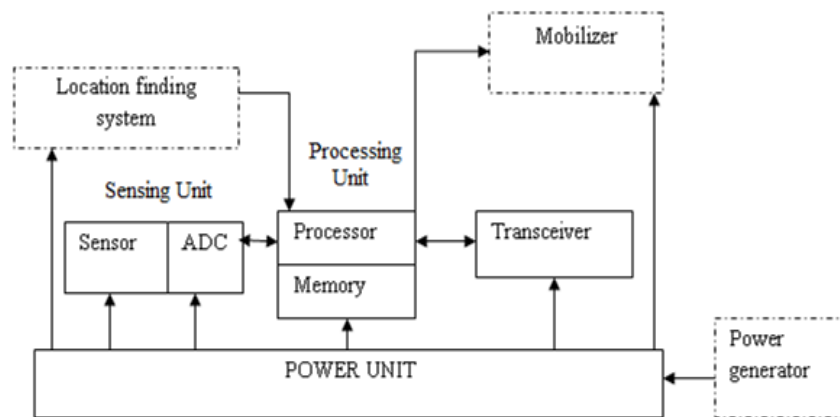 Mobilizer
Location finding
system
Processing
Unit
Sensing Unit
Sensor
ADC
Processor
Memory
Transceiver
POWER UNIT
Power
generator